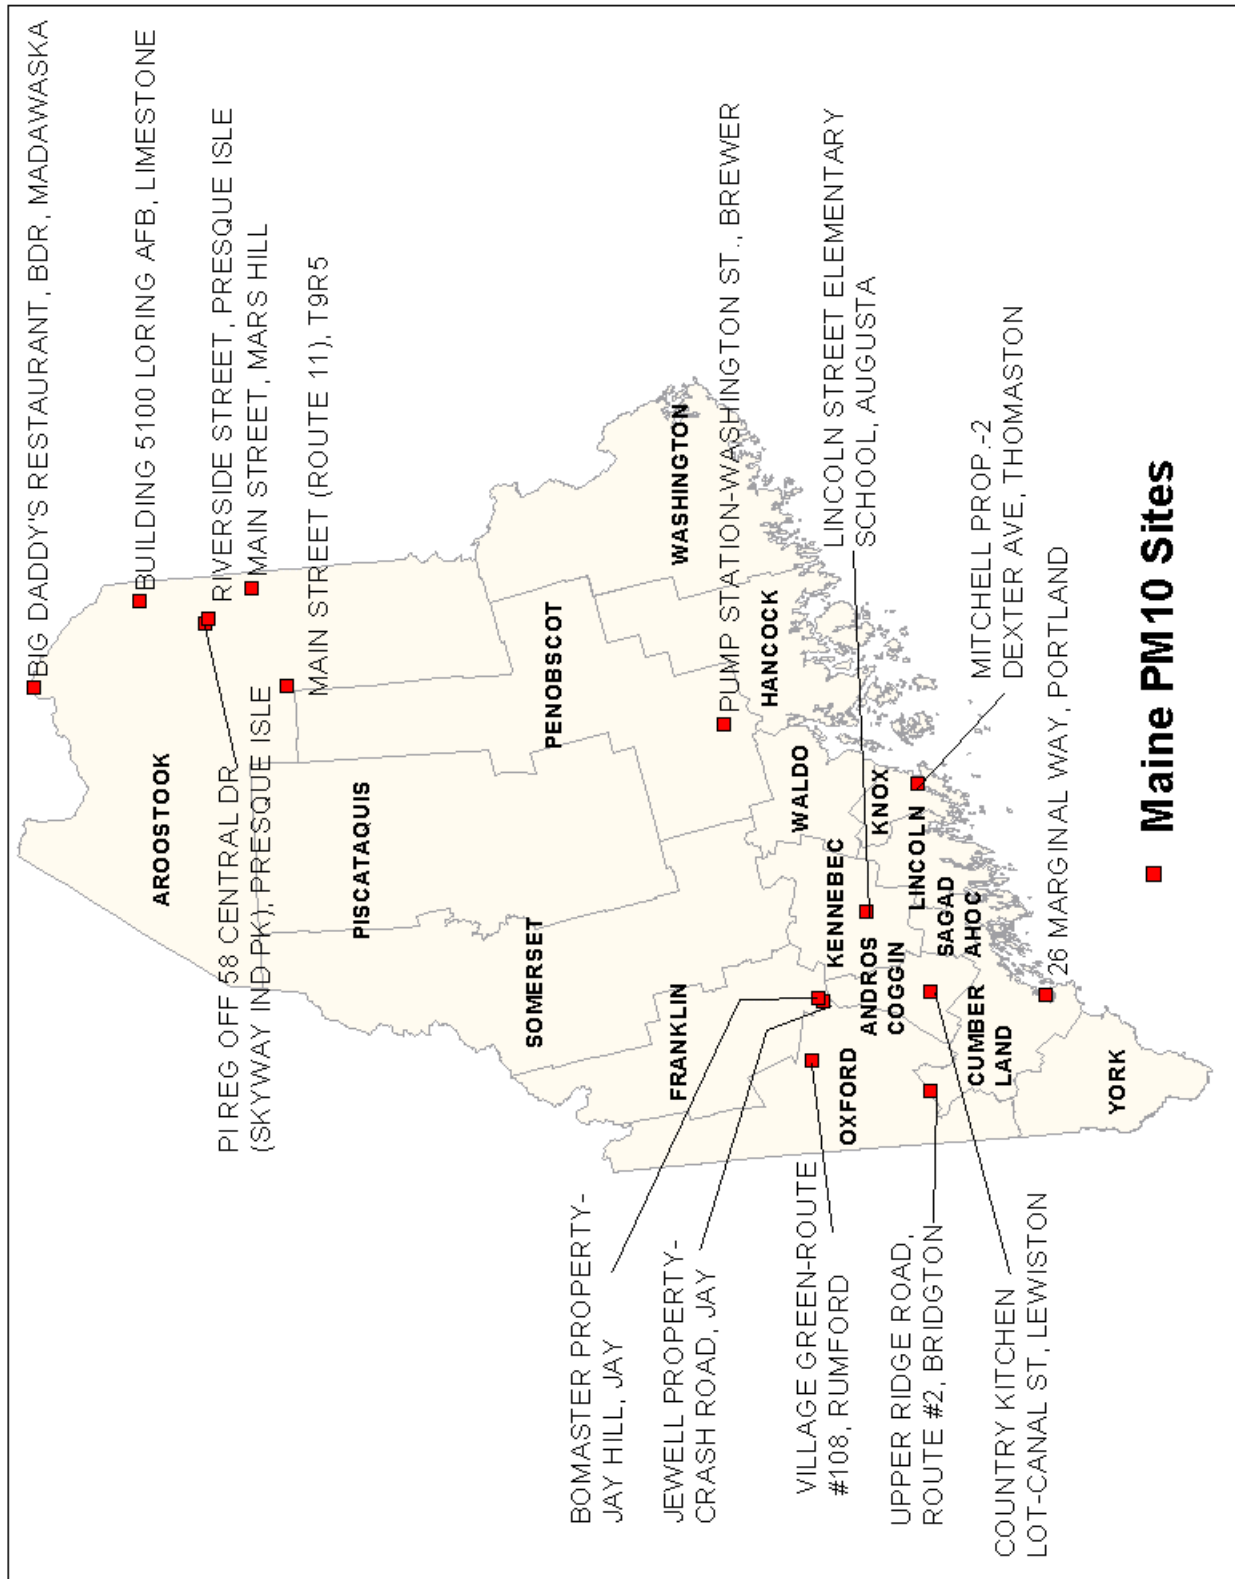 BIG DADDY'S RESTAURANT, BDR, MADAWASKA
BUILDING 5100 LORING AFB, LIMESTONE
RIVERSIDE STREET, PRESQUE ISLE
MAIN STREET, MARS HILL
MAIN STREET (ROUTE 11), T9R5
PI REG OFF 58 CENTRAL DR
(SKYWAY IND PK), PRESQUE ISLE
AROOSTOOK
PISCATAQUIS
SOMERSET
PENOBSCOT
FRANKLIN
WASHINGTON
HANCOCK
WALDO
KNOX
KENNEBEC
LINCOLN
SAGAD
AHOC
ANDROS
COGGIN
OXFORD
CUMBER
LAND
YORK
PUMP STATION-WASHINGTON ST., BREWER
LINCOLN STREET ELEMENTARY
SCHOOL, AUGUSTA
MITCHELL PROP.-2
DEXTER AVE, THOMASTON
26 MARGINAL WAY, PORTLAND
BOMASTER PROPERTY-
JAY HILL, JAY
JEWELL PROPERTY-
CRASH ROAD, JAY
VILLAGE GREEN-ROUTE
#108, RUMFORD
UPPER RIDGE ROAD,
ROUTE #2, BRIDGTON
COUNTRY KITCHEN
LOT-CANAL ST, LEWISTON
Maine PM10 Sites